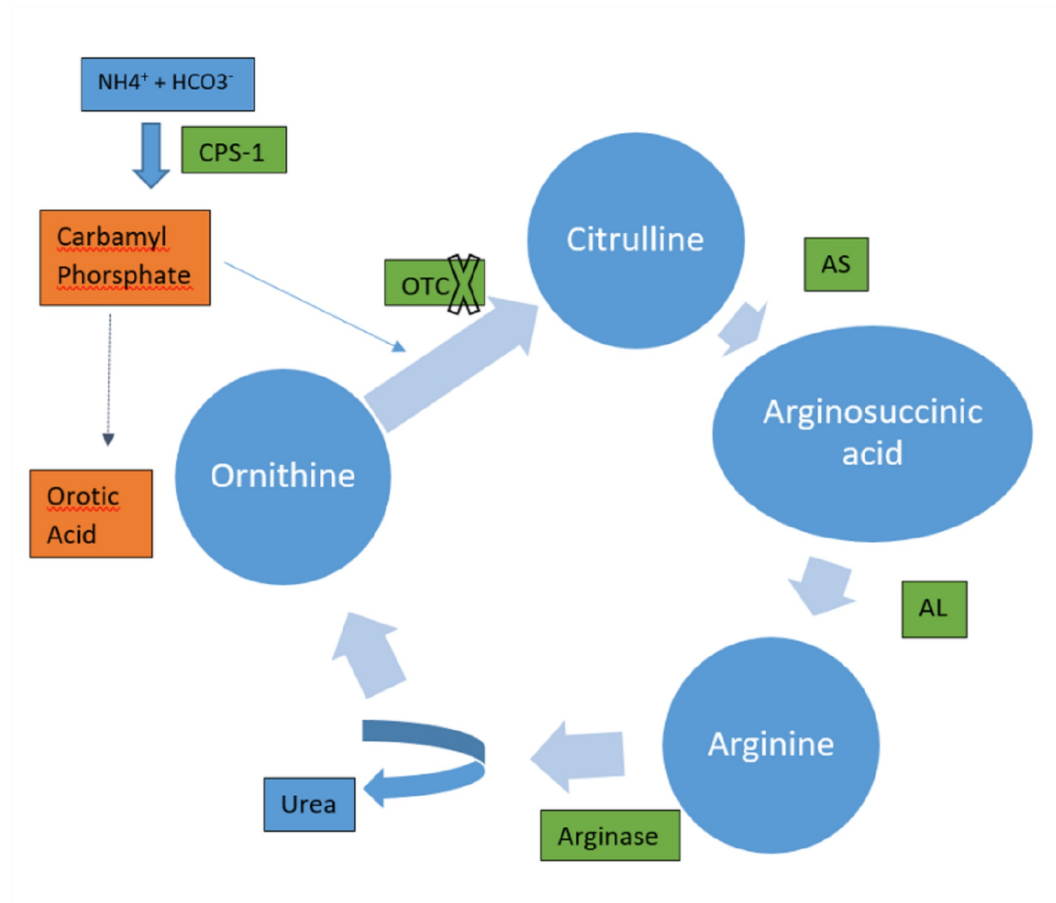 NH4⁺ + HCO3⁻
CPS-1
Carbamyl
Phorsphate
OTC
Citrulline
AS
Arginosuccinic
acid
Ornithine
Orotic
Acid
AL
Arginine
Urea
Arginase